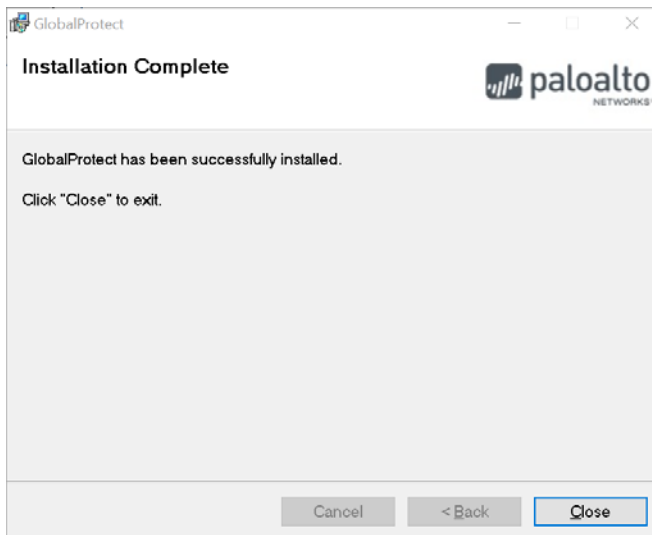 GlobalProtect
Installation Complete
paloalto
NETWORKS
GlobalProtect has been successfully installed.
Click "Close" to exit.
Cancel
< Back
Close